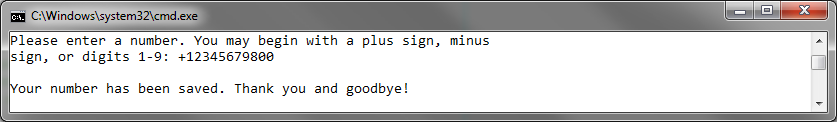 C:\Windows\system32\cmd.exe
Please enter a number. You may begin with a plus sign, minus
sign, or digits 1-9: +12345679800
Your number has been saved. Thank you and goodbye!